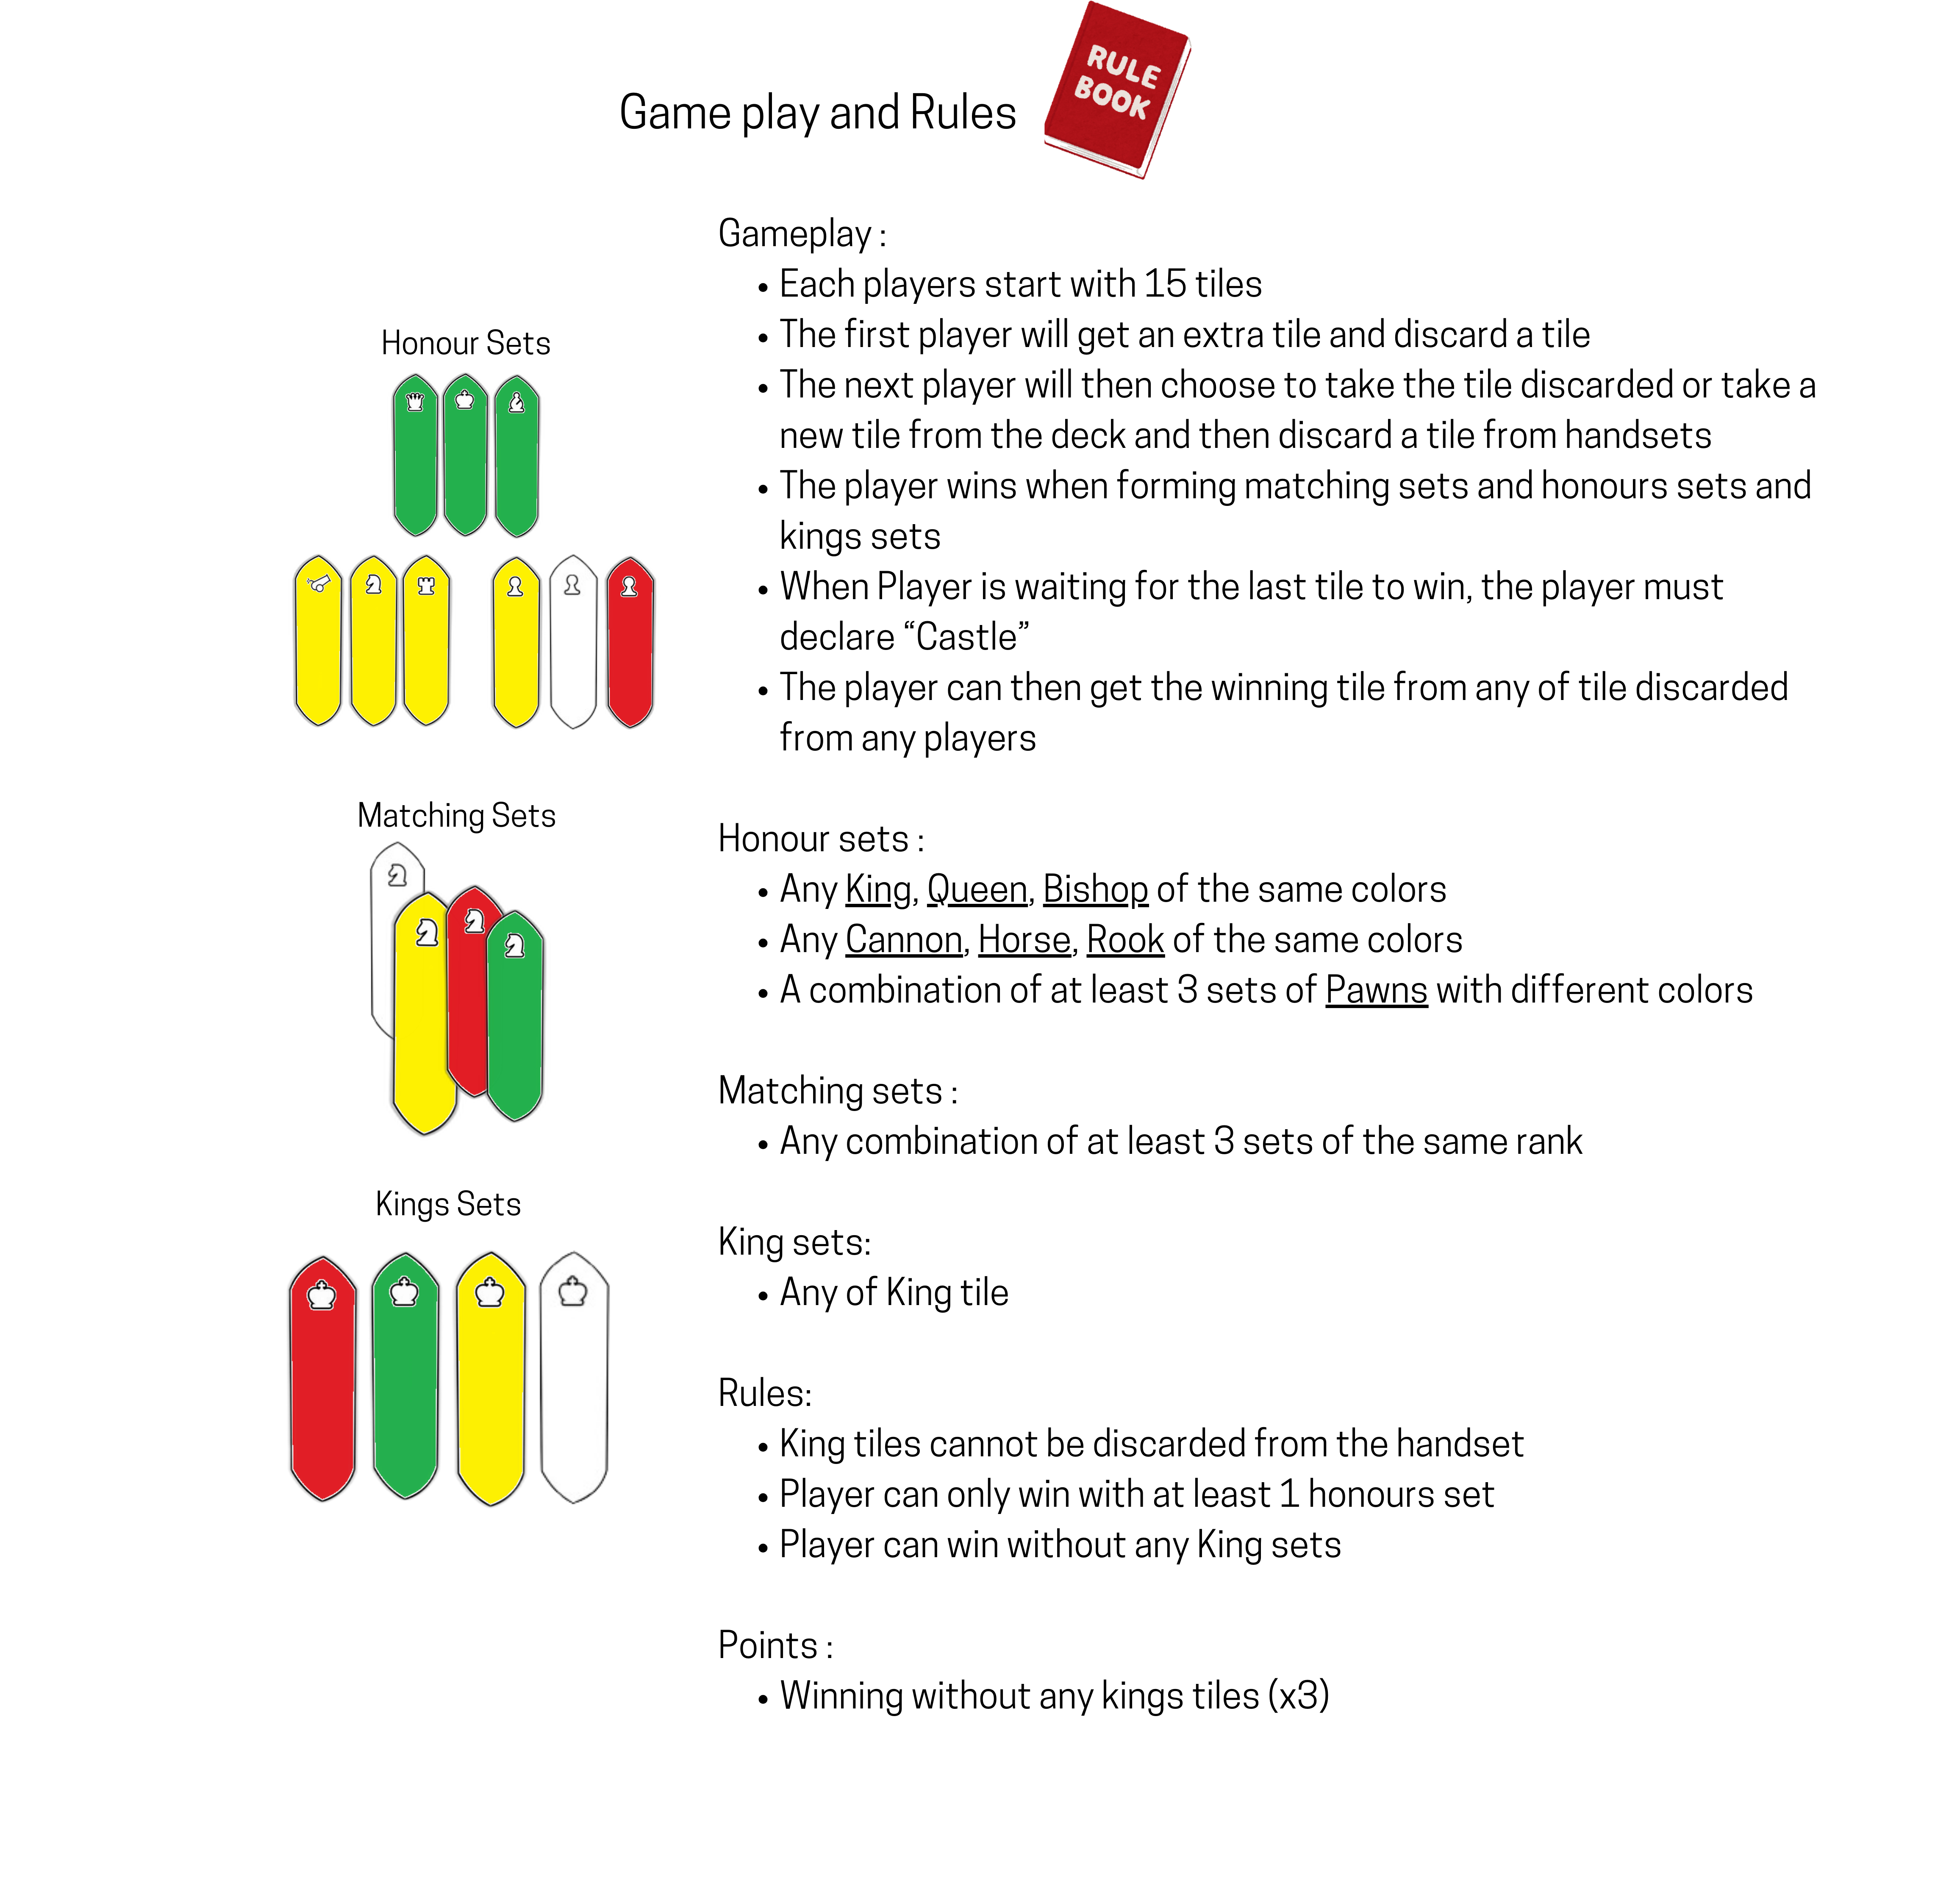 RULE
BOOK
Game play and Rules
Honour Sets
Matching Sets
Kings Sets
Gameplay :
• Each players start with 15 tiles
• The first player will get an extra tile and discard a tile
• The next player will then choose to take the tile discarded or take a
new tile from the deck and then discard a tile from handsets
• The player wins when forming matching sets and honours sets and
kings sets
• When Player is waiting for the last tile to win, the player must
declare “Castle”
• The player can then get the winning tile from any of tile discarded
from any players
Honour sets :
• Any King, Queen, Bishop of the same colors
• Any Cannon, Horse, Rook of the same colors
• A combination of at least 3 sets of Pawns with different colors
Matching sets :
• Any combination of at least 3 sets of the same rank
King sets:
• Any of King tile
Rules:
• King tiles cannot be discarded from the handset
• Player can only win with at least 1 honours set
• Player can win without any King sets
Points :
• Winning without any kings tiles (x3)